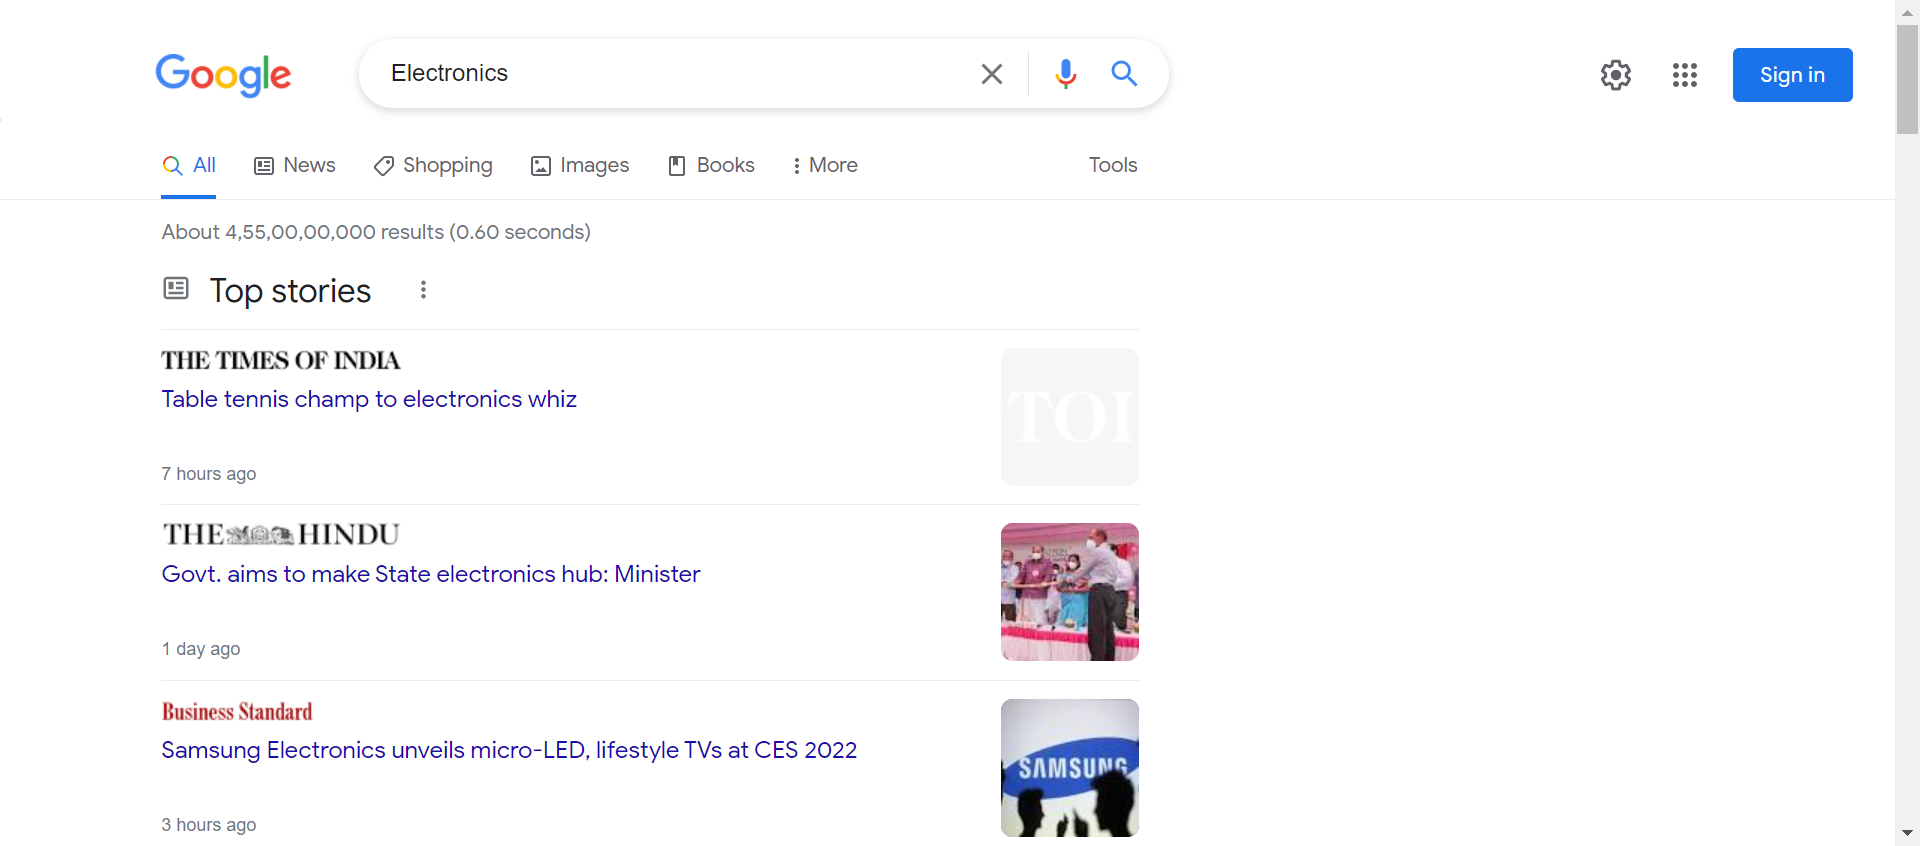 Google
Electronics
Sign in
All News Shopping Images Books More Tools
About 4,55,00,00,000 results (0.60 seconds)
Top stories
THE TIMES OF INDIA
Table tennis champ to electronics whiz
TOI
7 hours ago
THE HINDU
Govt. aims to make State electronics hub: Minister
1 day ago
Business Standard
Samsung Electronics unveils micro-LED, lifestyle TVs at CES 2022
SAMSUNG
3 hours ago